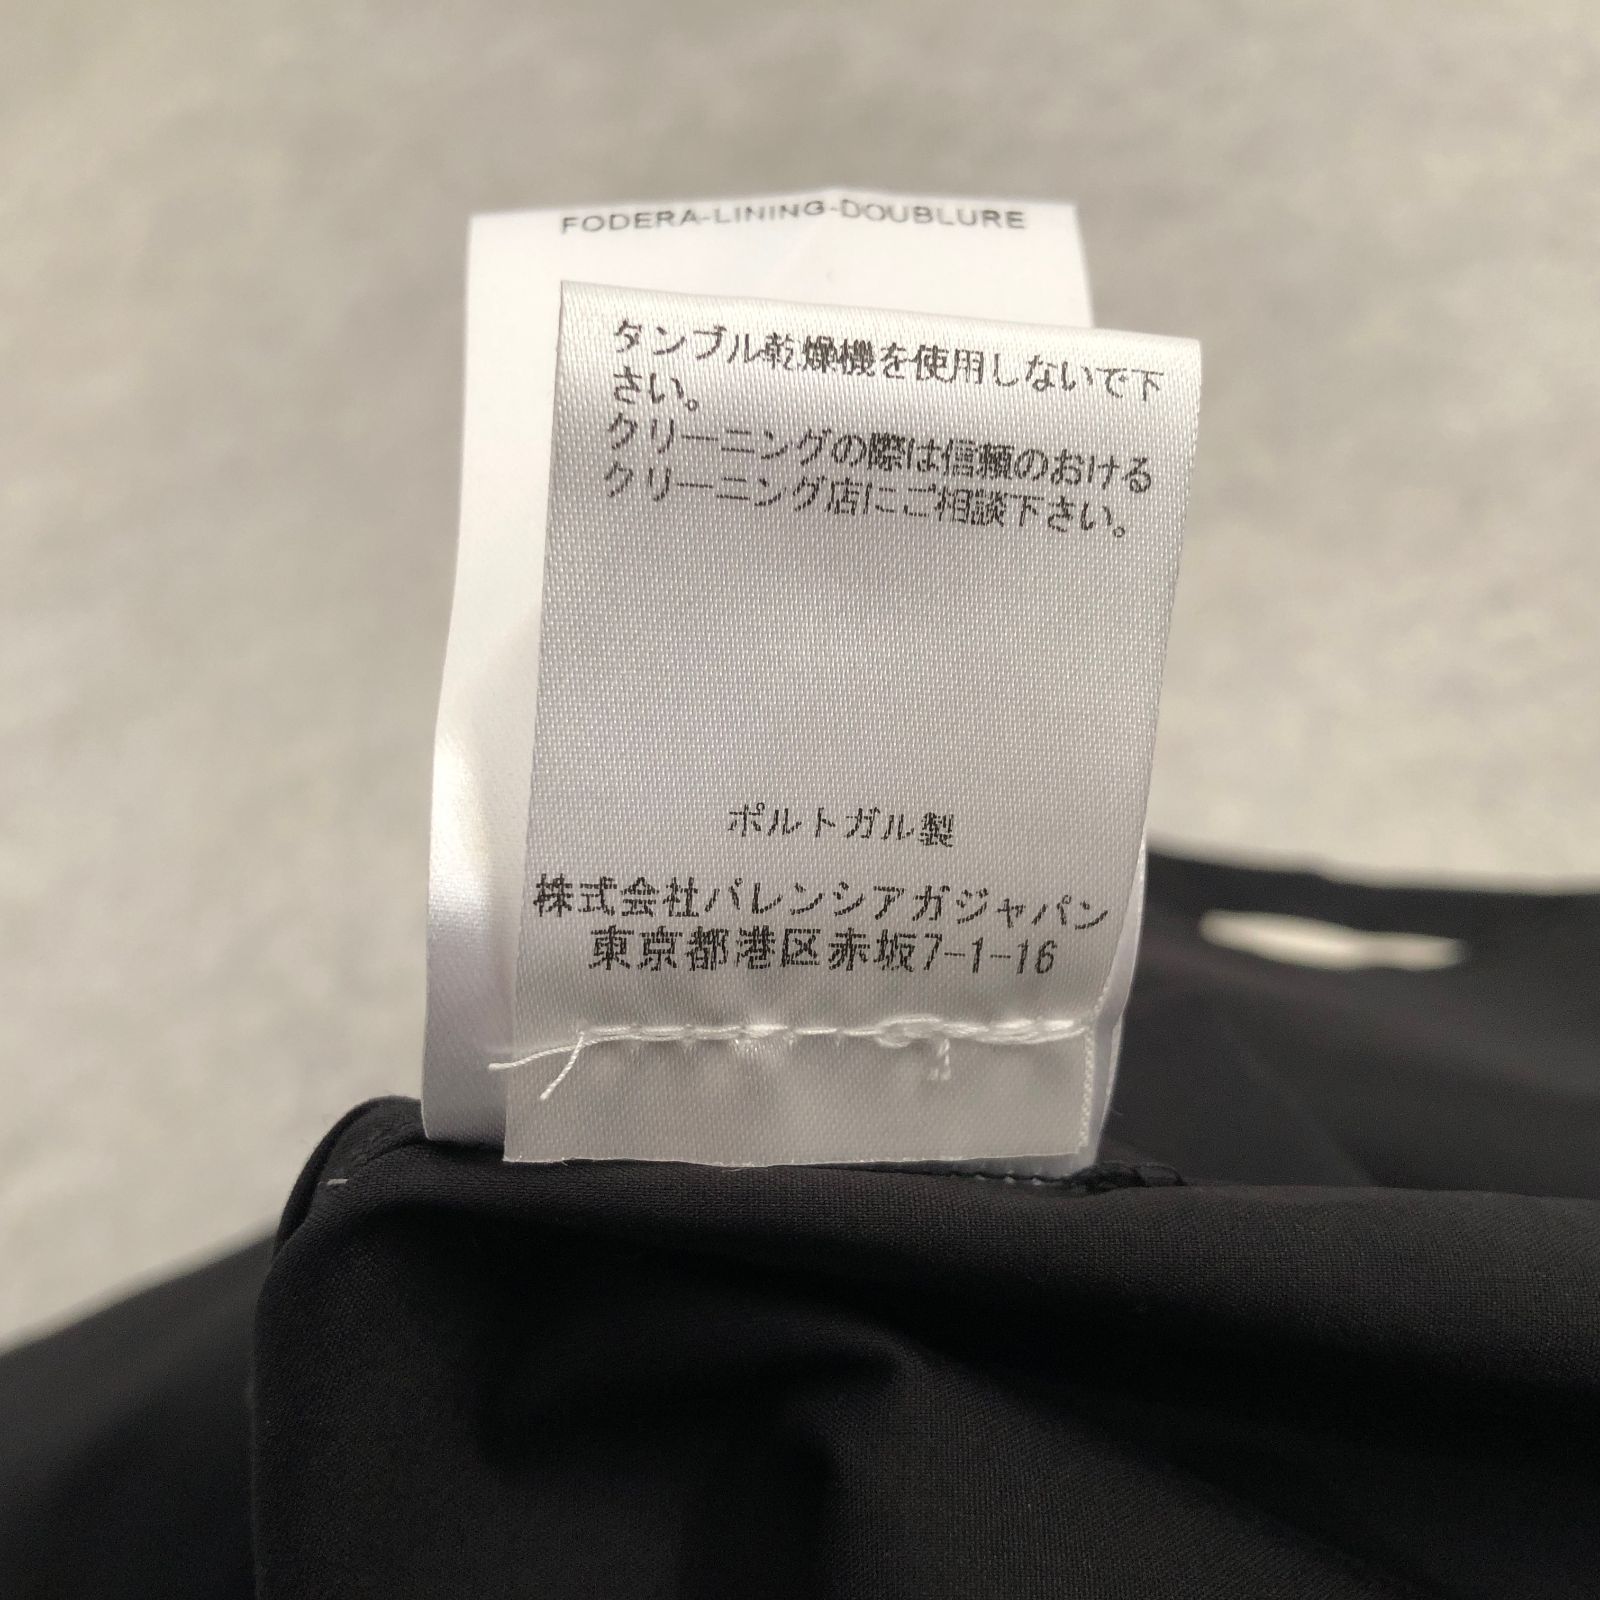 FODERA-LINING-DOUBLURE
タンブル乾燥機を使用しないで下
さい。
クリーニングの際は信頼のおける
クリーニング店にご相談下さい。
ポルトガル製
株式会社バレンシアガジャパン
東京都港区赤坂7-1-16